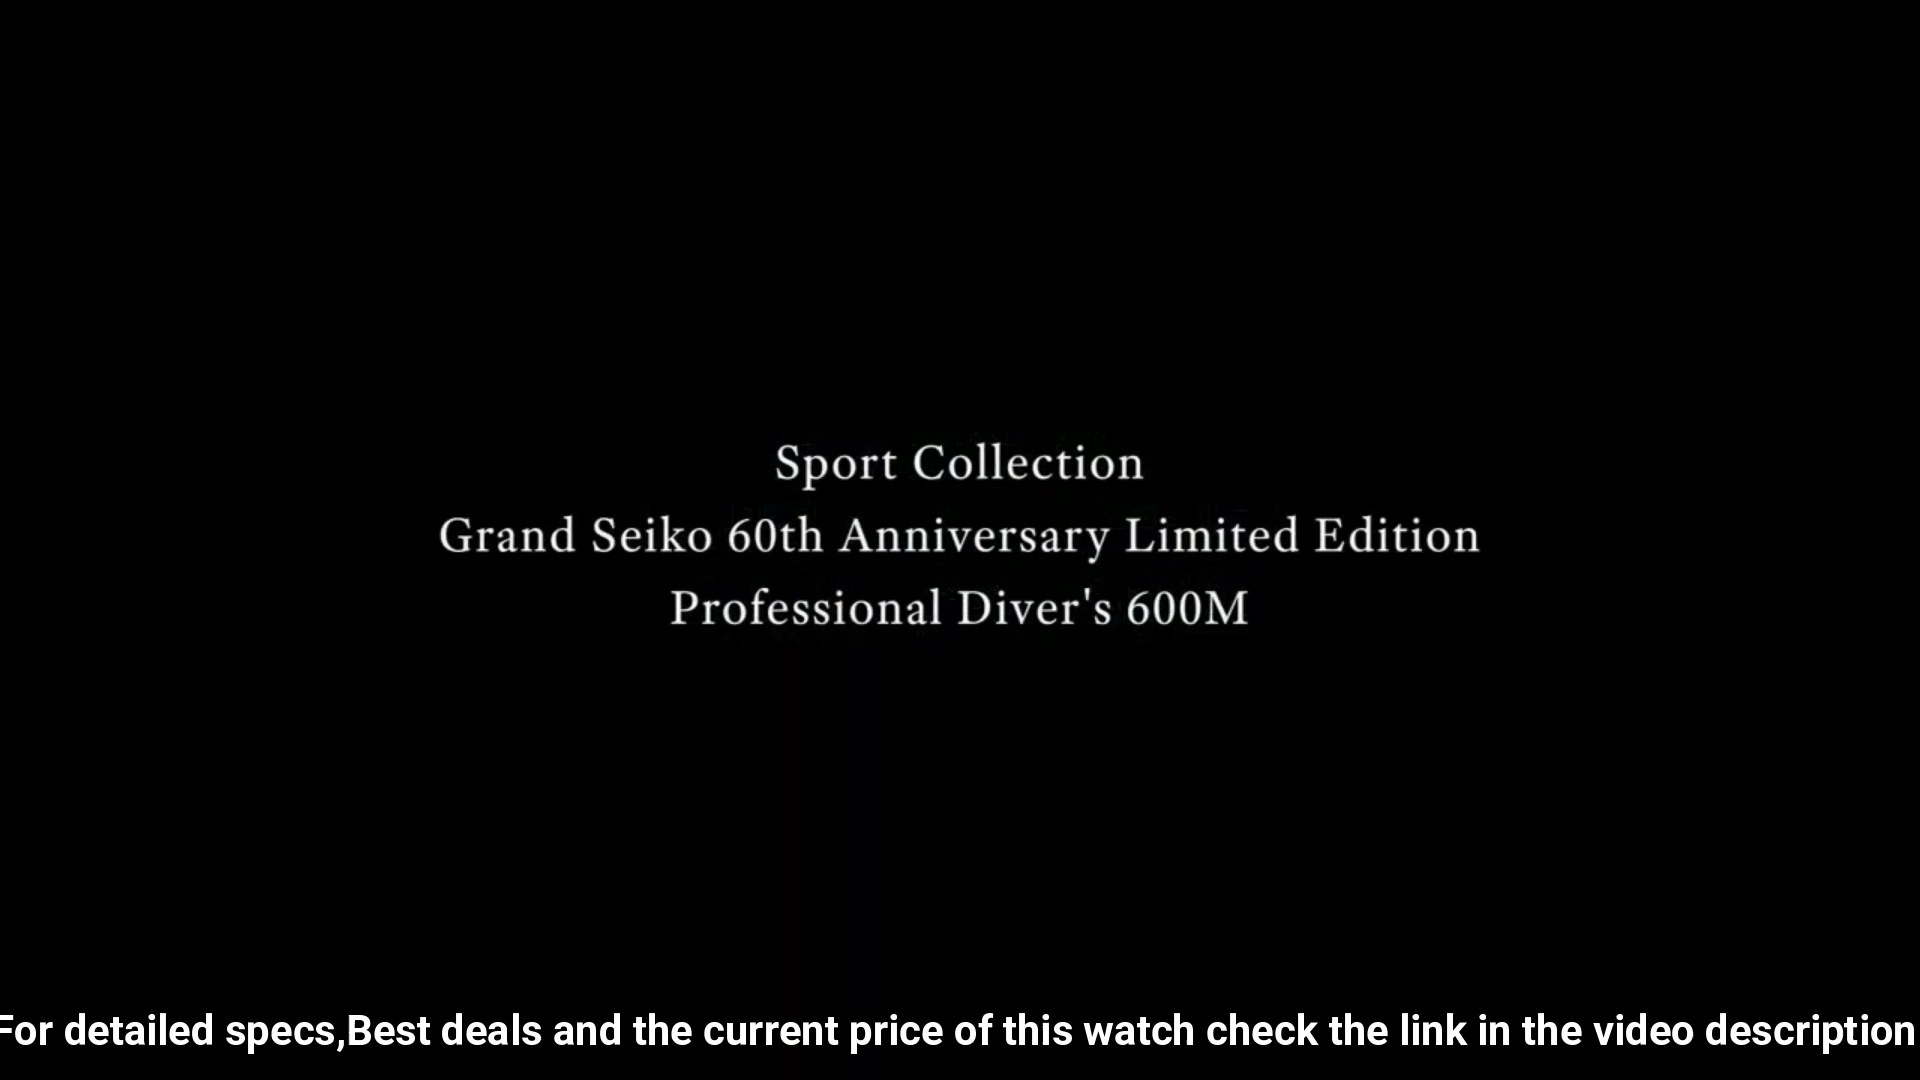 Sport Collection
Grand Seiko 60th Anniversary Limited Edition
Professional Diver's 600M
For detailed specs,Best deals and the current price of this watch check the link in the video description